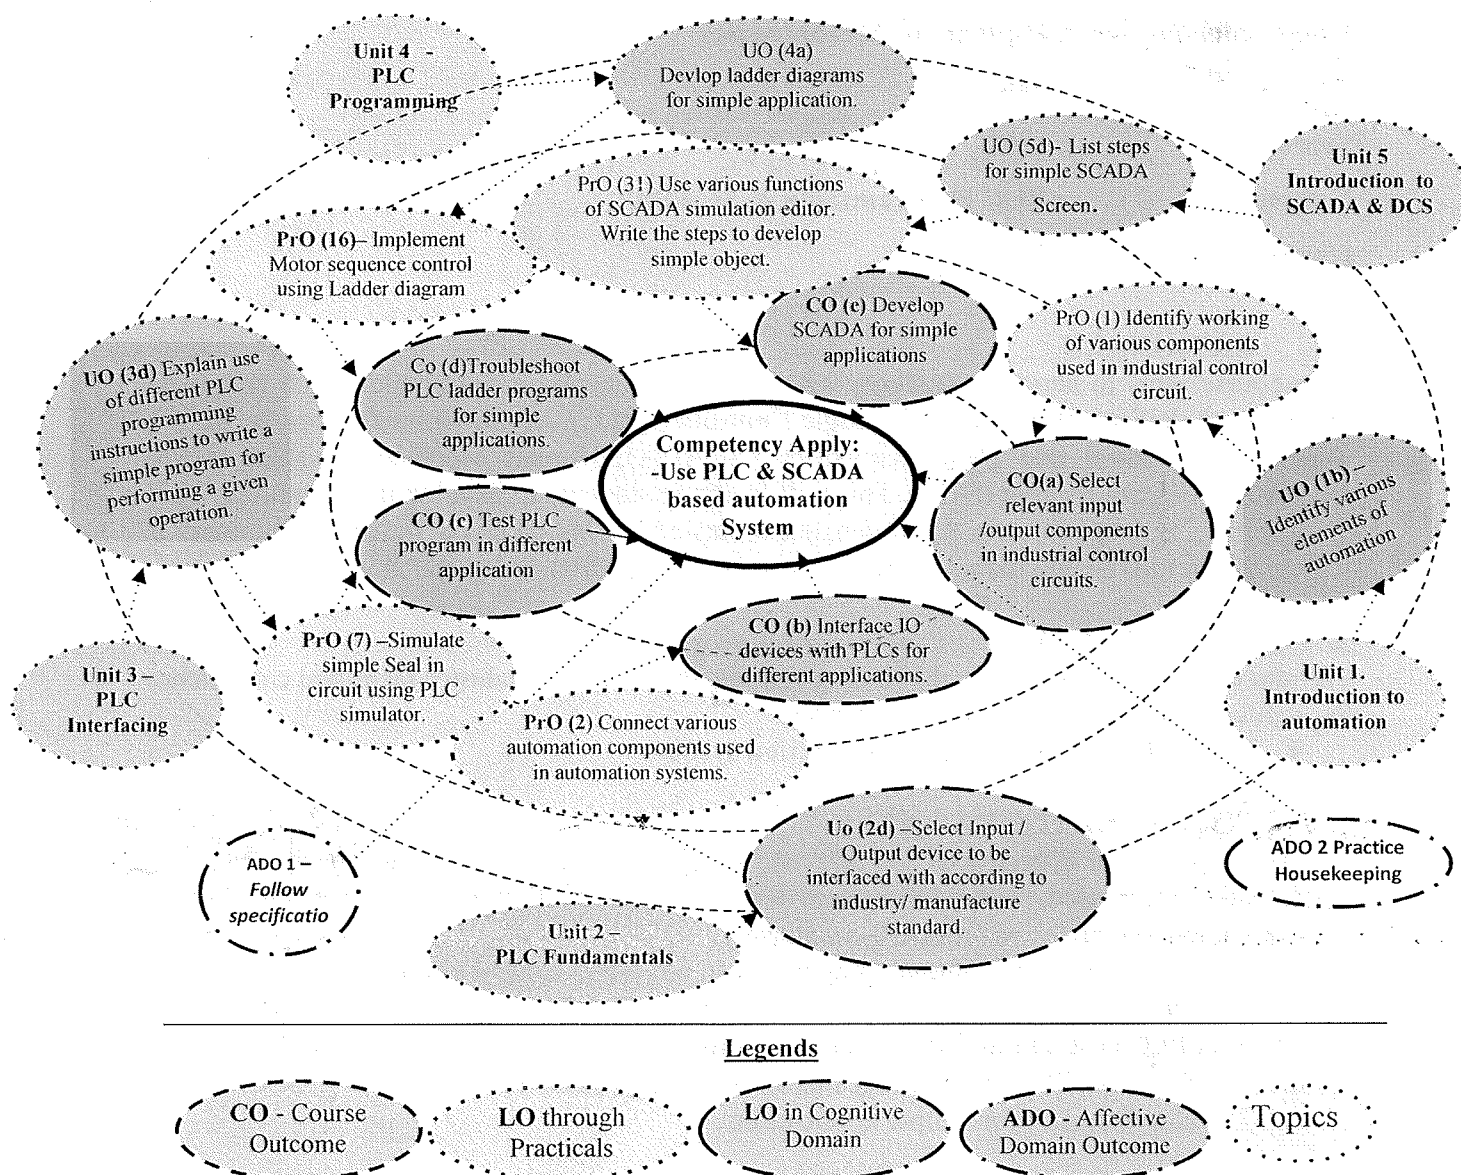 Unit 4 -
PLC
Programming
UO (4a)
Devlop ladder diagrams
for simple application.
UO (5d)- List steps
for simple SCADA
Screen.
Unit 5
Introduction to
SCADA & DCS
PrO (31) Use various functions
of SCADA simulation editor.
Write the steps to develop
simple object.
PrO (16)– Implement
Motor sequence control
using Ladder diagram
CO (e) Develop
SCADA for simple
applications
PrO (1) Identify working
of various components
used in industrial control
circuit.
UO (3d) Explain use
of different PLC
programming
instructions to write a
simple program for
performing a given
operation.
Co (d)Troubleshoot
PLC ladder programs
for simple
applications.
Competency Apply:
-Use PLC & SCADA
based automation
System
CO(a) Select
relevant input
/output components
in industrial control
circuits.
UO (1b) –
Identify various
elements of
automation
CO (c) Test PLC
program in different
application
CO (b) Interface IO
devices with PLCs for
different applications.
PrO (7) –Simulate
simple Seal in
circuit using PLC
simulator.
Unit 3 –
PLC
Interfacing
Unit 1.
Introduction to
automation
PrO (2) Connect various
automation components used
in automation systems.
Uo (2d) –Select Input /
Output device to be
interfaced with according to
industry/ manufacture
standard.
ADO 1 –
Follow
specificatio
ADO 2 Practice
Housekeeping
Unit 2 –
PLC Fundamentals
Legends
CO - Course
Outcome
LO through
Practicals
LO in Cognitive
Domain
ADO - Affective
Domain Outcome
Topics